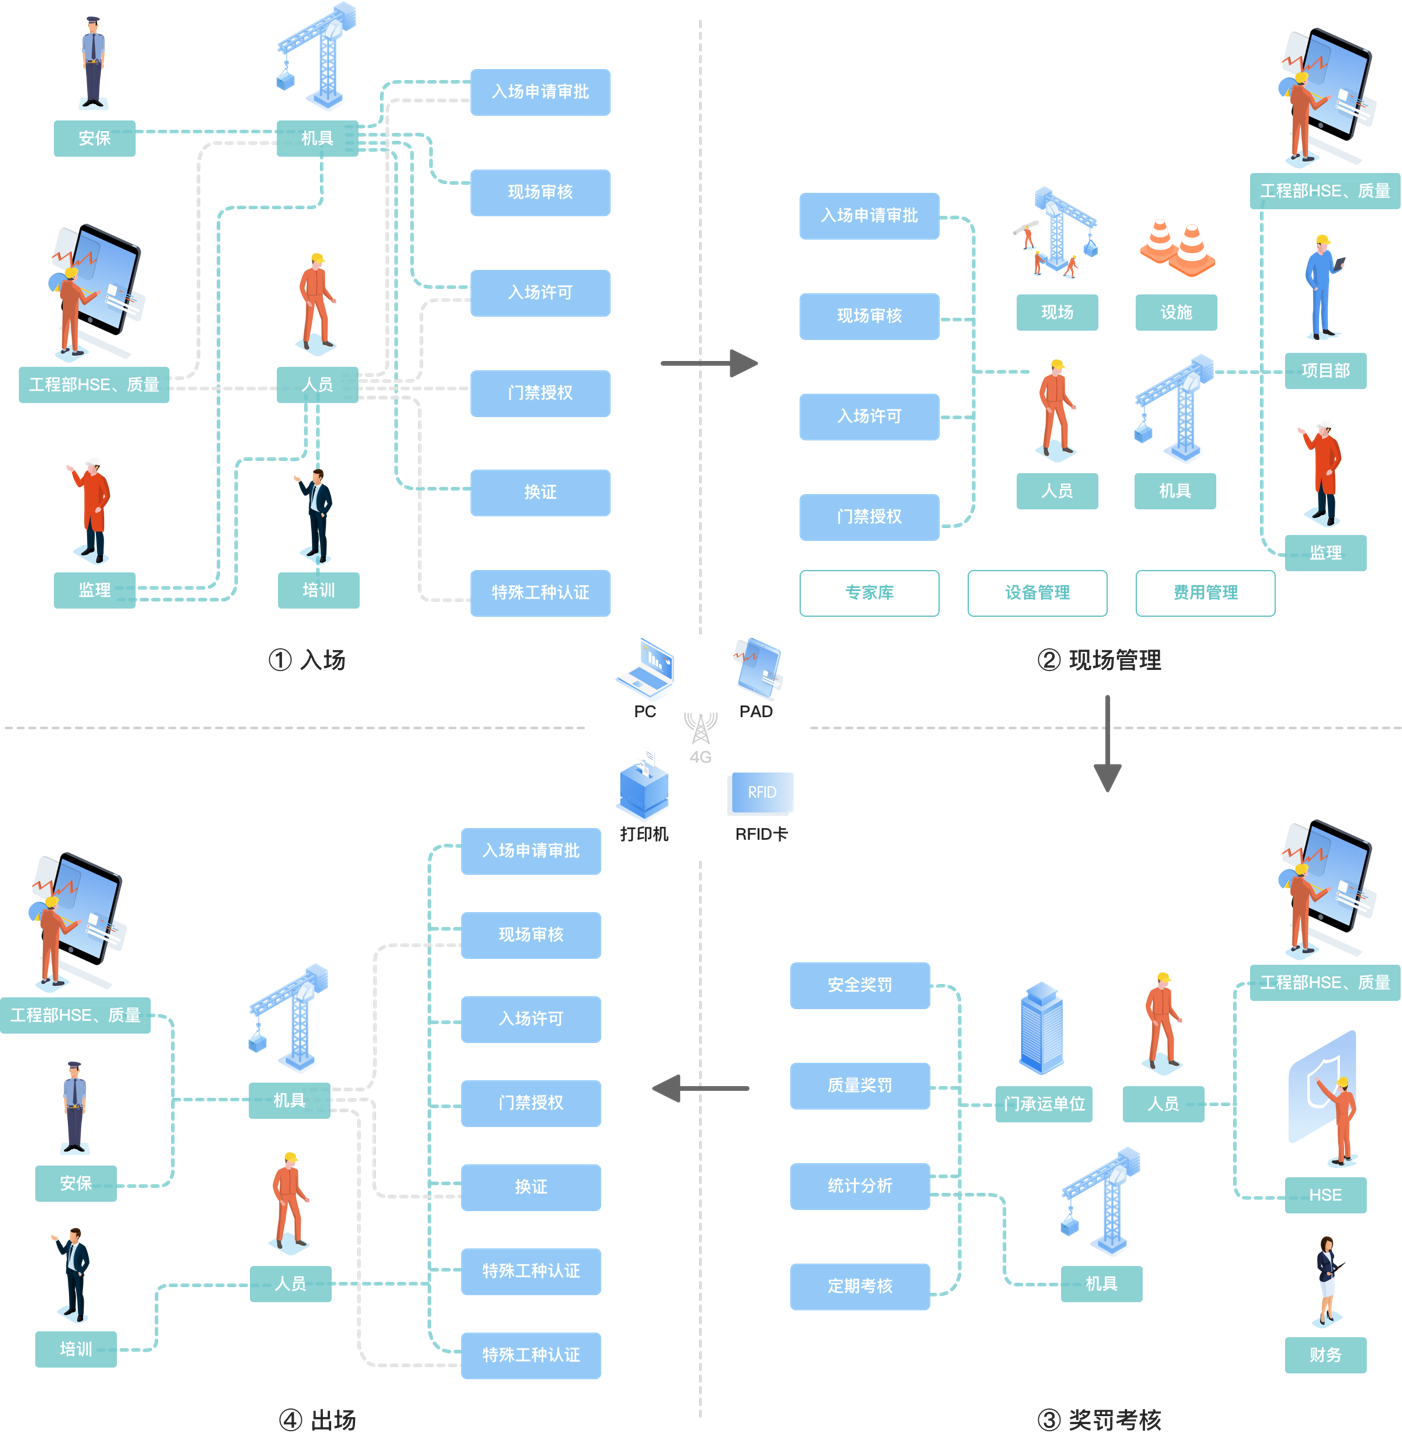 安保
机具
入场申请审批
现场审核
工程部HSE、质量
人员
入场许可
门禁授权
换证
监理
培训
特殊工种认证
① 入场
工程部HSE、质量
入场申请审批
现场审核
现场
设施
项目部
入场许可
人员
机具
门禁授权
监理
专家库
设备管理
费用管理
② 现场管理
PC
PAD
4G
RFID
打印机
RFID卡
入场申请审批
现场审核
工程部HSE、质量
入场许可
机具
门禁授权
安保
换证
人员
特殊工种认证
培训
特殊工种认证
④ 出场
安全奖罚
工程部HSE、质量
质量奖罚
门承运单位
人员
统计分析
HSE
定期考核
机具
财务
③ 奖罚考核